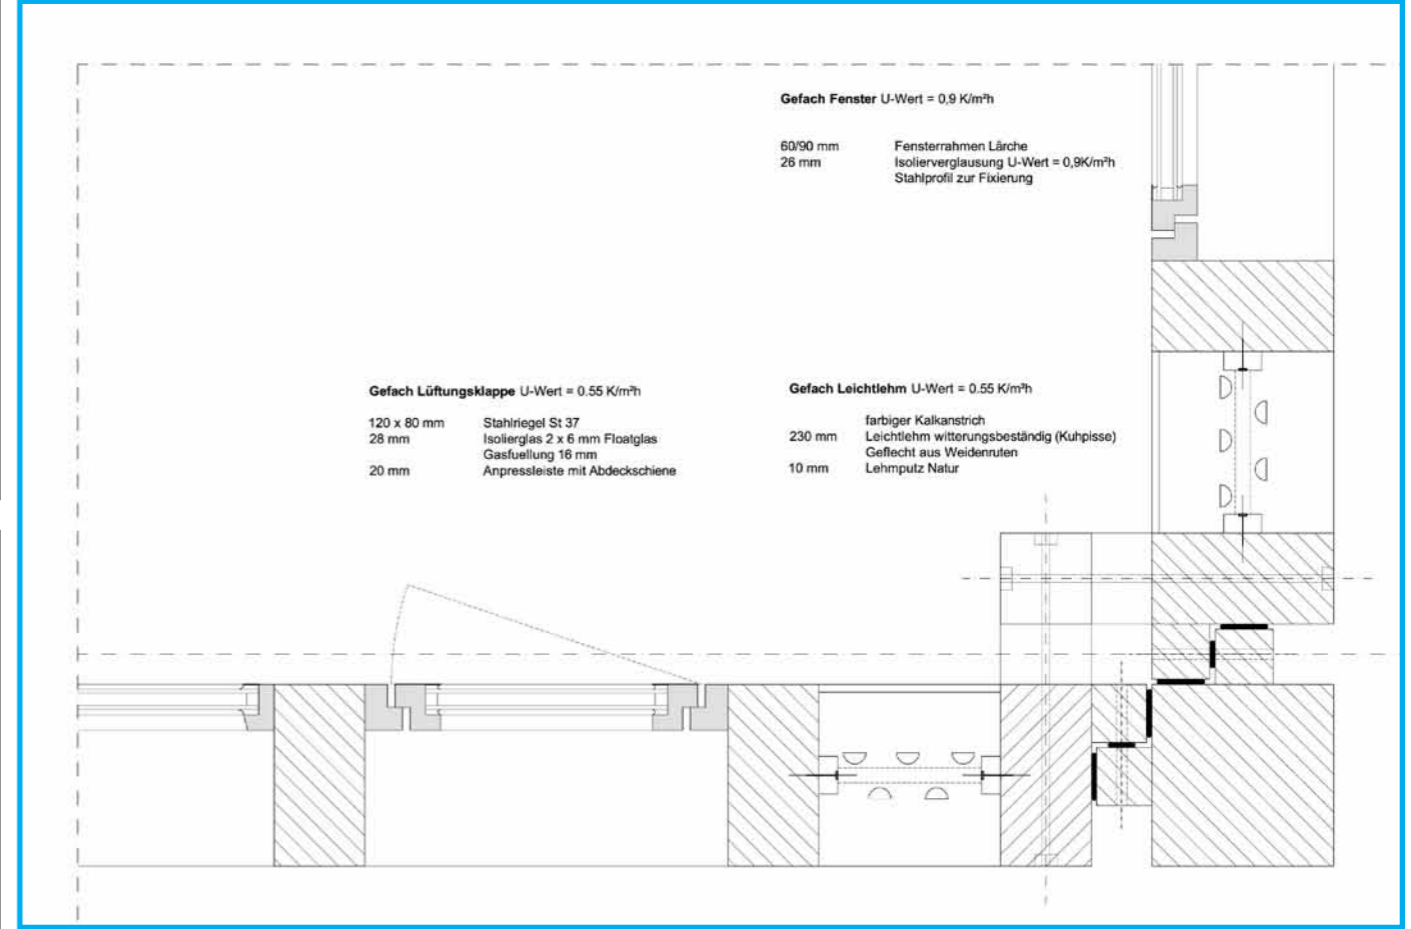 Gefach Fenster U-Wert = 0,9 K/m²h
60/90 mm Fensterrahmen Lärche
26 mm Isolierverglausung U-Wert = 0,9K/m²h
Stahlprofil zur Fixierung
Gefach Lüftungsklappe U-Wert = 0.55 K/m²h
120 x 80 mm Stahlriegel St 37
28 mm Isolierglas 2 x 6 mm Floatglas
Gasfuellung 16 mm
20 mm Anpressleiste mit Abdeckschiene
Gefach Leichtlehm U-Wert = 0.55 K/m²h
farbiger Kalkanstrich
230 mm Leichtlehm witterungsbeständig (Kuhpisse)
Geflecht aus Weidenruten
10 mm Lehmputz Natur